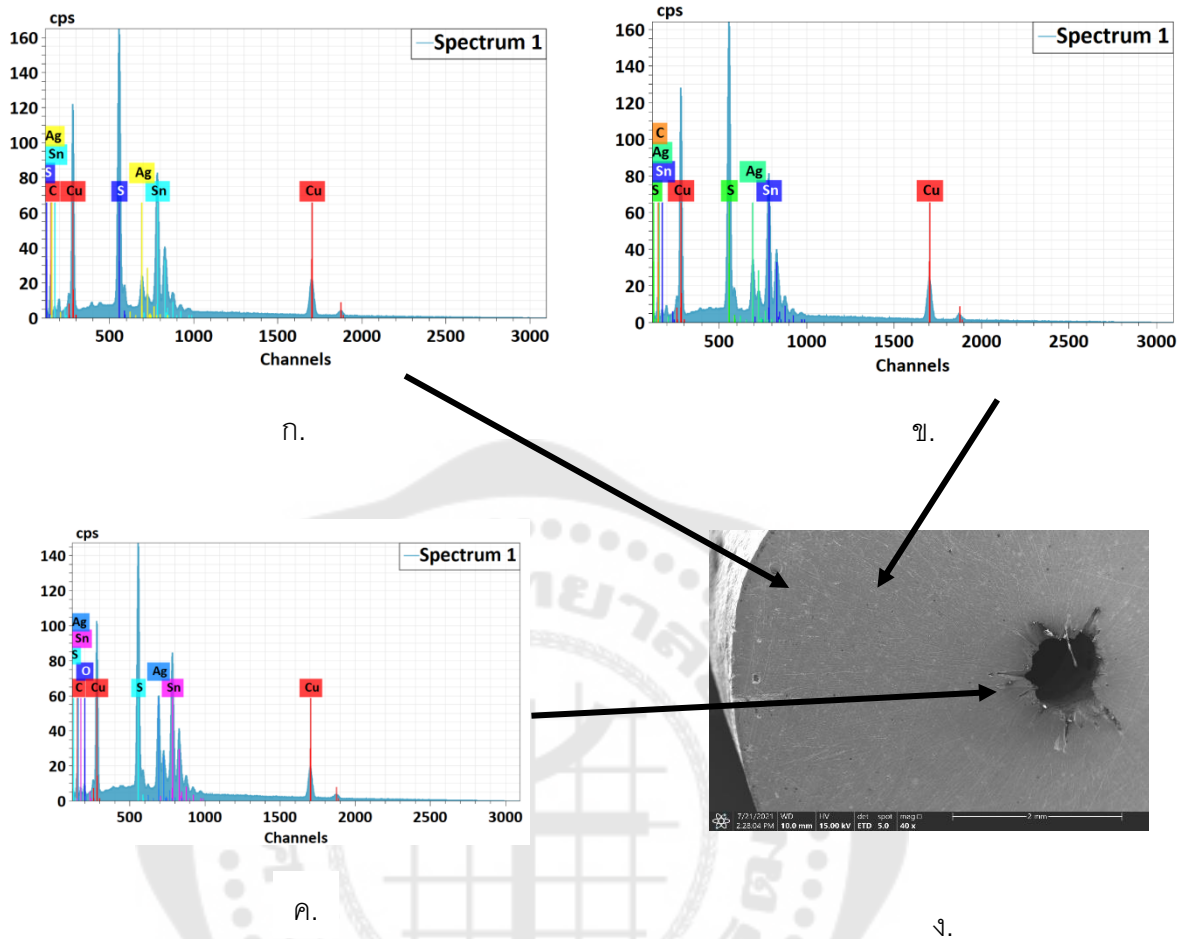 cps
Spectrum 1
160
140
120
100
80
60
40
20
0
Ag
Sn
S
C
Cu
S
Ag
Sn
Cu
500 1000 1500 2000 2500 3000
Channels
ก.
cps
Spectrum 1
160
140
120
100
80
60
40
20
0
C
Ag
Sn
S
Cu
S
Ag
Sn
Cu
500 1000 1500 2000 2500 3000
Channels
ข.
cps
Spectrum 1
140
120
100
80
60
40
20
0
Ag
Sn
S
O
C
Cu
S
Ag
Sn
Cu
500 1000 1500 2000 2500 3000
Channels
ค.
7/21/2021 WD HV det spot mag
2:28:04 PM 10.0 mm 15.00 kV ETD 5.0 40 x
2 mm
ง.